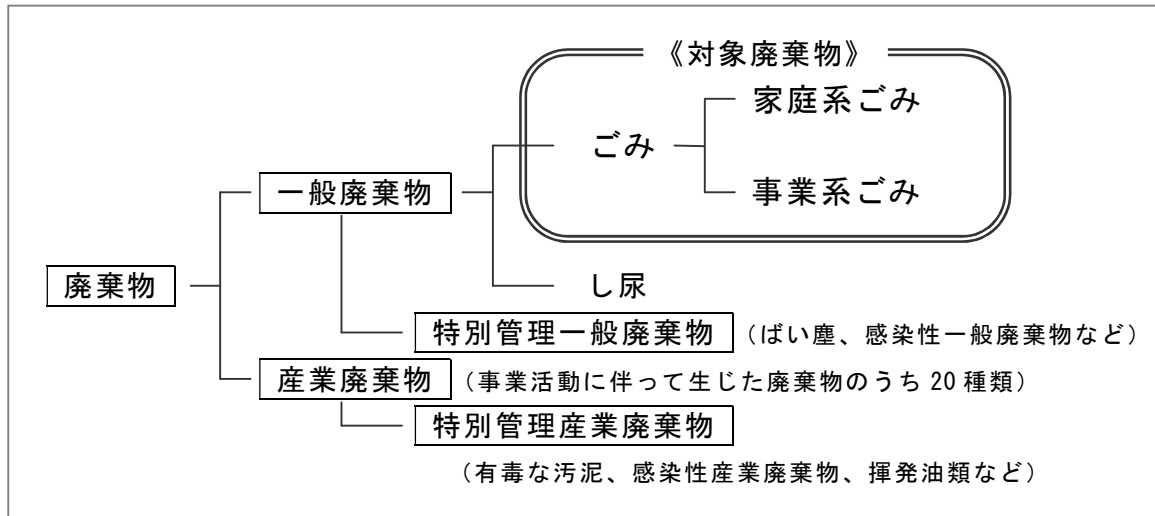 《対象廃棄物》
家庭系ごみ
ごみ
事業系ごみ
一般廃棄物
廃棄物
し尿
特別管理一般廃棄物（ばい塵、感染性一般廃棄物など）
産業廃棄物（事業活動に伴って生じた廃棄物のうち20種類）
特別管理産業廃棄物
（有毒な汚泥、感染性産業廃棄物、揮発油類など）